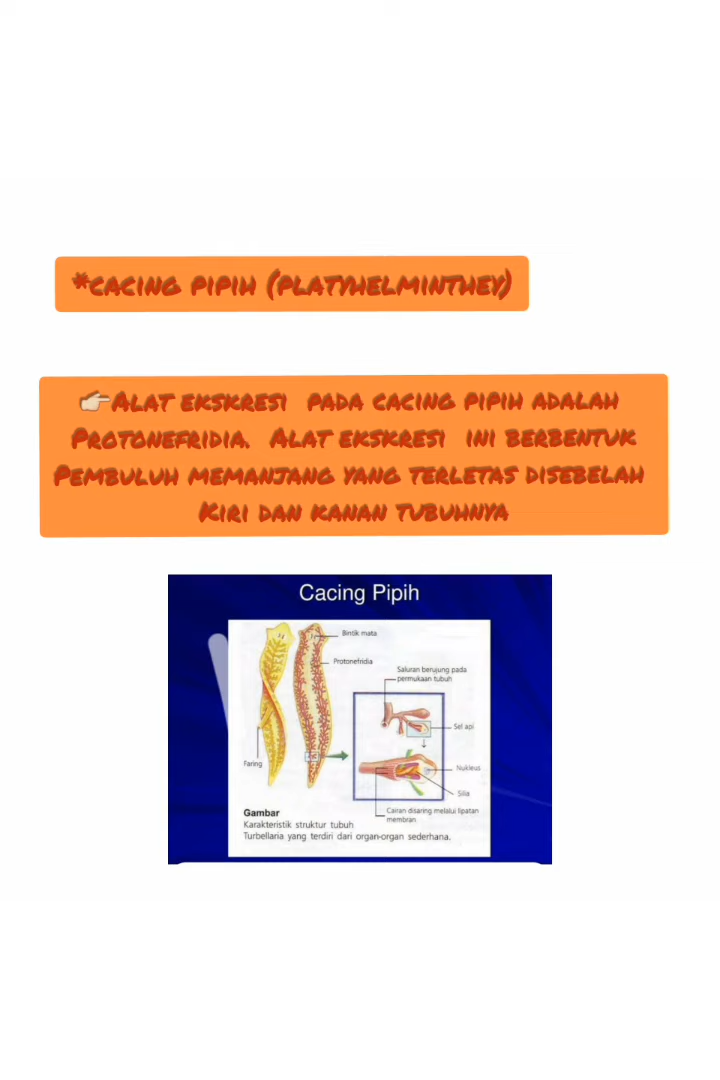 *CACING PIPIH (PLATYHELMINTHEY)
👉ALAT EKSKRESI PADA CACING PIPIH ADALAH
PROTONEFRIDIA. ALAT EKSKRESI INI BERBENTUK
PEMBULUH MEMANJANG YANG TERLETAS DISEBELAH
KIRI DAN KANAN TUBUHNYA
Cacing Pipih
Bintik mata
Protonefridia
Saluran berujung pada
permukaan tubuh
Sel api
Faring
Nukleus
Silia
Cairan disaring melalui lipatan
membran
Gambar
Karakteristik struktur tubuh
Turbellaria yang terdiri dari organ-organ sederhana.